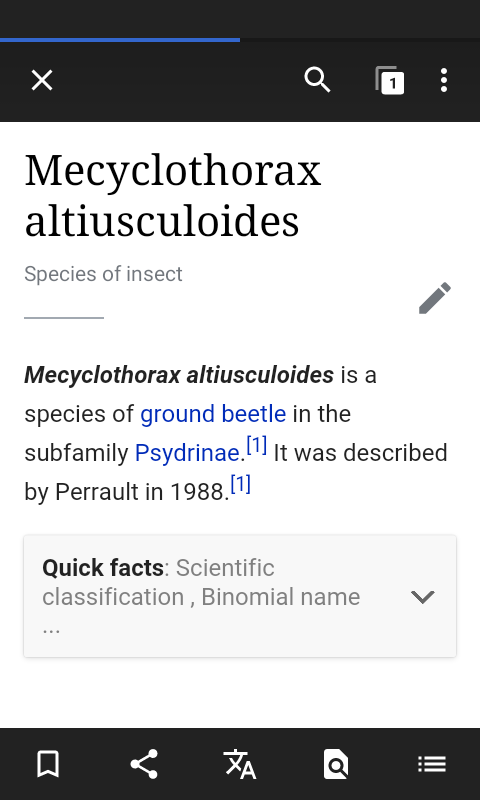 1
Mecyclothorax
altiusculoides
Species of insect
Mecyclothorax altiusculoides is a
species of ground beetle in the
subfamily Psydrinae.[1] It was described
by Perrault in 1988.[1]
Quick facts: Scientific
classification , Binomial name
...